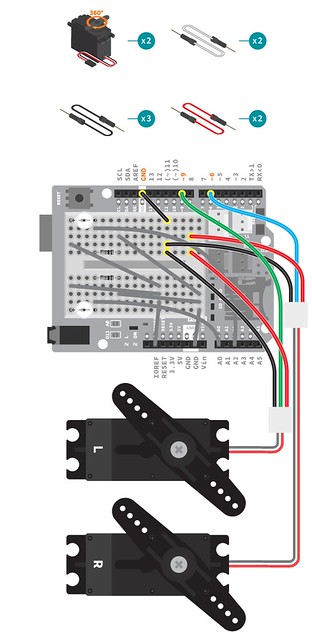 360°
x2
x2
x3
x2
SCL
SDA
AREF
GND
13
12
(~)11
(~)10
~9
8
7
~6
~5
4
~3
2
TX>1
RX<0
RESET
IOREF
RESET
3.3V
5V
GND
GND
Vin
A0
A1
A2
A3
A4
A5
L
R